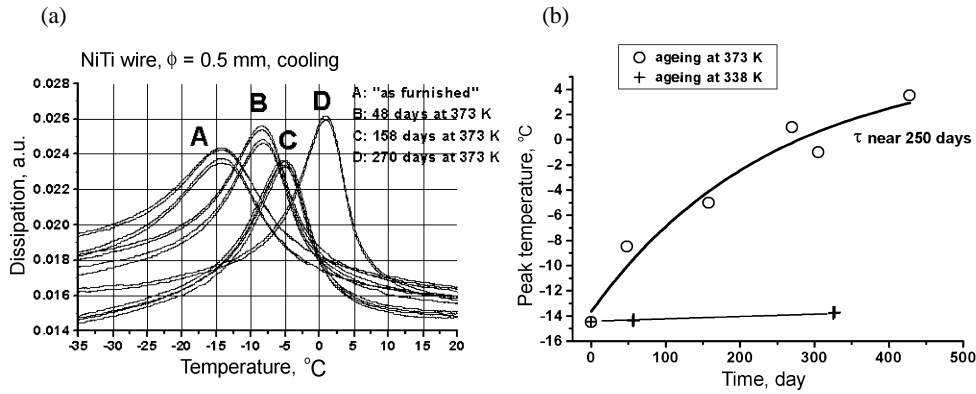 (a)
NiTi wire, ϕ = 0.5 mm, cooling
Dissipation, a.u.
0.028
0.026
0.024
0.022
0.020
0.018
0.016
0.014
A
B
C
D
A: "as furnished"
B: 48 days at 373 K
C: 158 days at 373 K
D: 270 days at 373 K
-35 -30 -25 -20 -15 -10 -5 0 5 10 15 20
Temperature, °C
(b)
ageing at 373 K
ageing at 338 K
Peak temperature, °C
4
2
0
-2
-4
-6
-8
-10
-12
-14
-16
τ near 250 days
0 100 200 300 400 500
Time, day